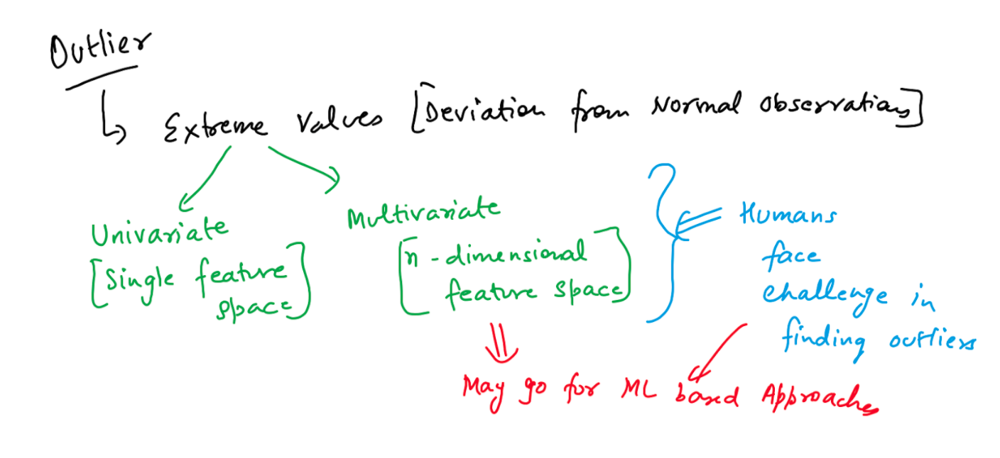 Outlier
Extreme Values [Deviation from Normal Observations]
Univariate
[Single feature space]
Multivariate
[n-dimensional feature space]
Humans
face
challenge in
finding outliers
May go for ML based Approaches